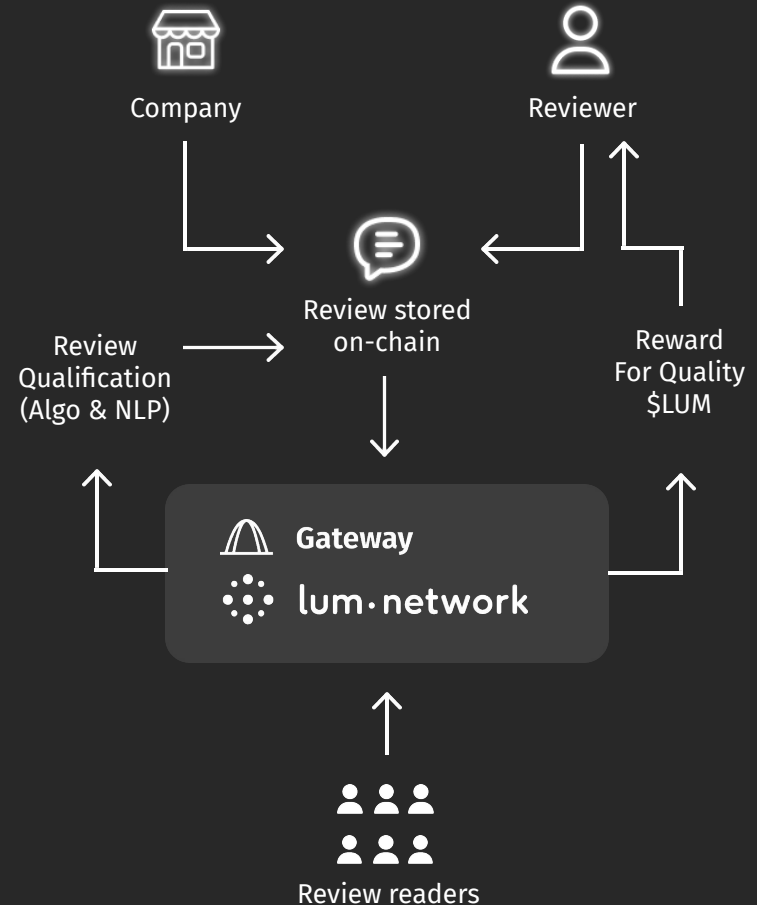 Company
Reviewer
Review stored
on-chain
Review
Qualification
(Algo & NLP)
Reward
For Quality
$LUM
Gateway
lum·network
Review readers